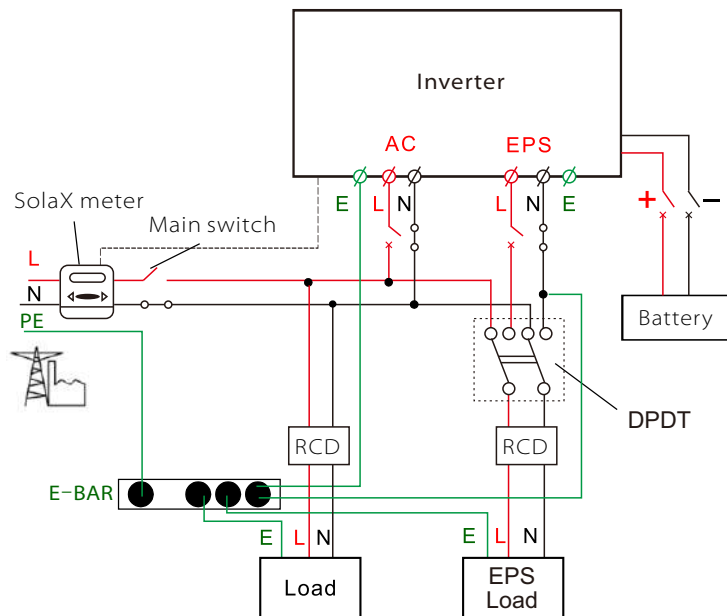 Inverter
AC
EPS
E
L
N
L
N
E
SolaX meter
Main switch
L
N
PE
+
−
Battery
DPDT
RCD
RCD
E-BAR
E
L
N
E
L
N
Load
EPS
Load